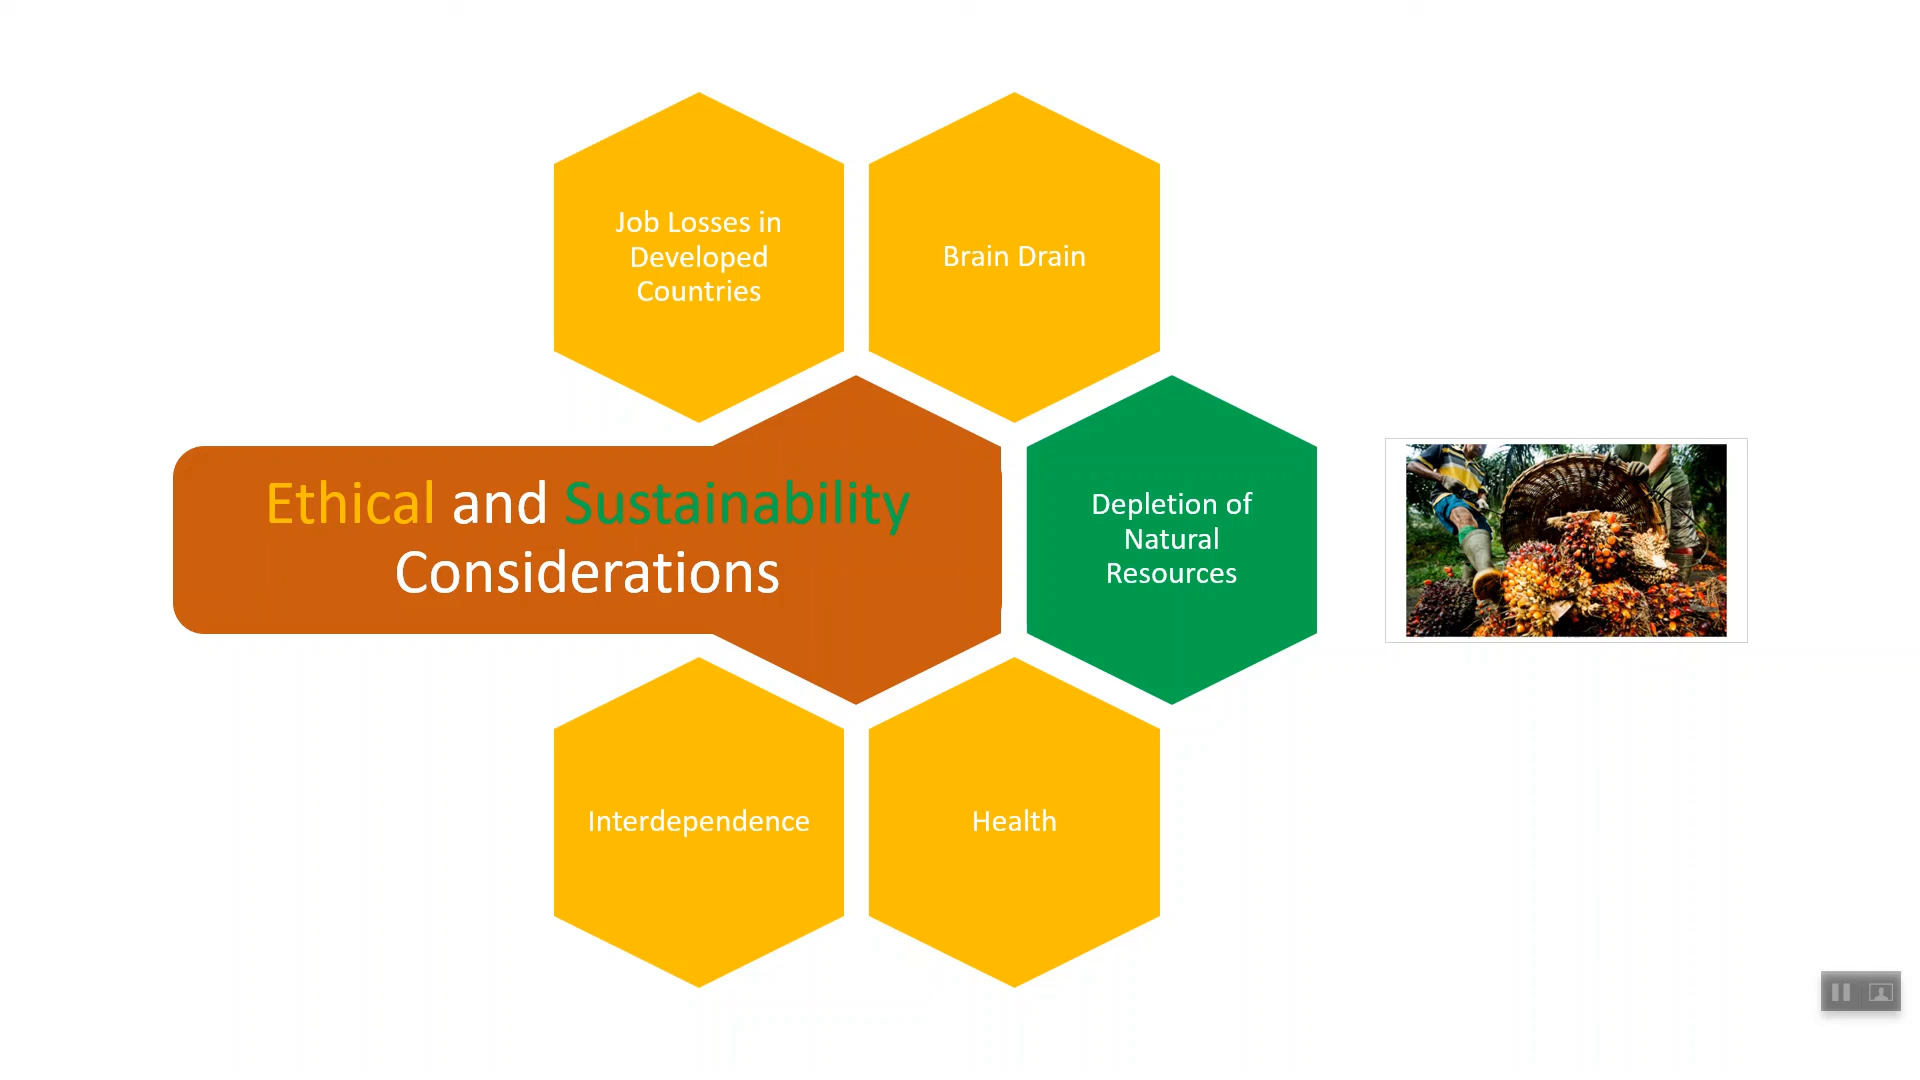 Job Losses in
Developed
Countries
Brain Drain
Ethical and Sustainability
Considerations
Depletion of
Natural
Resources
Interdependence
Health